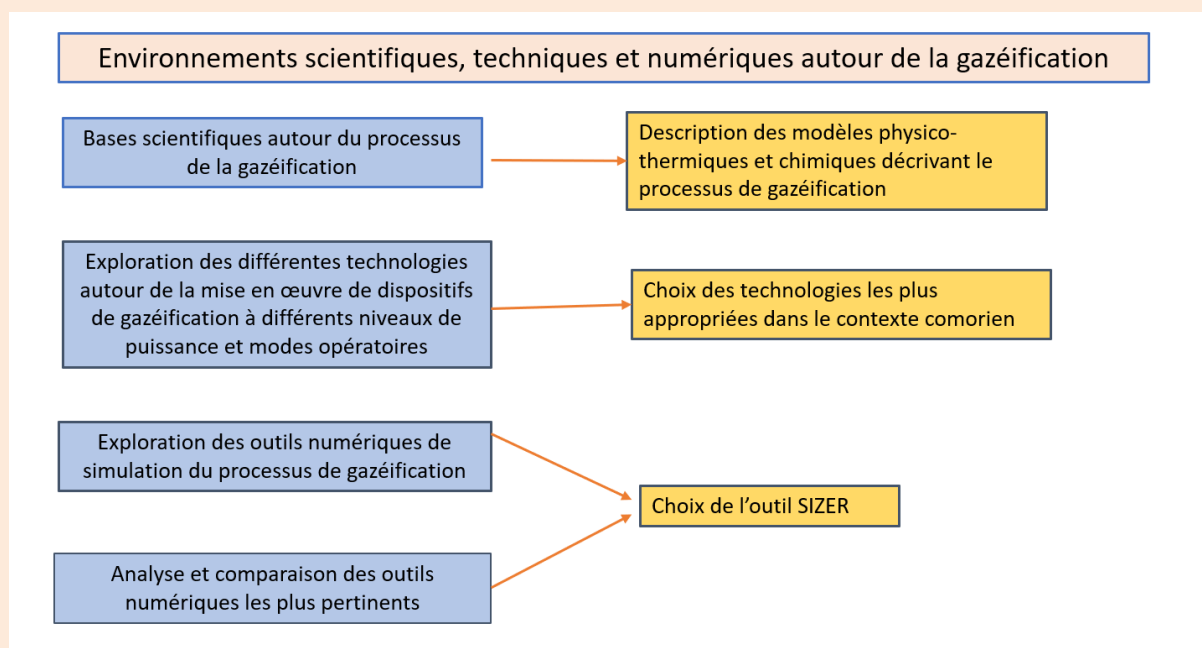 Environnements scientifiques, techniques et numériques autour de la gazéification
Bases scientifiques autour du processus
de la gazéification
Description des modèles physico-
thermiques et chimiques décrivant le
processus de gazéification
Exploration des différentes technologies
autour de la mise en œuvre de dispositifs
de gazéification à différents niveaux de
puissance et modes opératoires
Choix des technologies les plus
appropriées dans le contexte comorien
Exploration des outils numériques de
simulation du processus de gazéification
Choix de l’outil SIZER
Analyse et comparaison des outils
numériques les plus pertinents